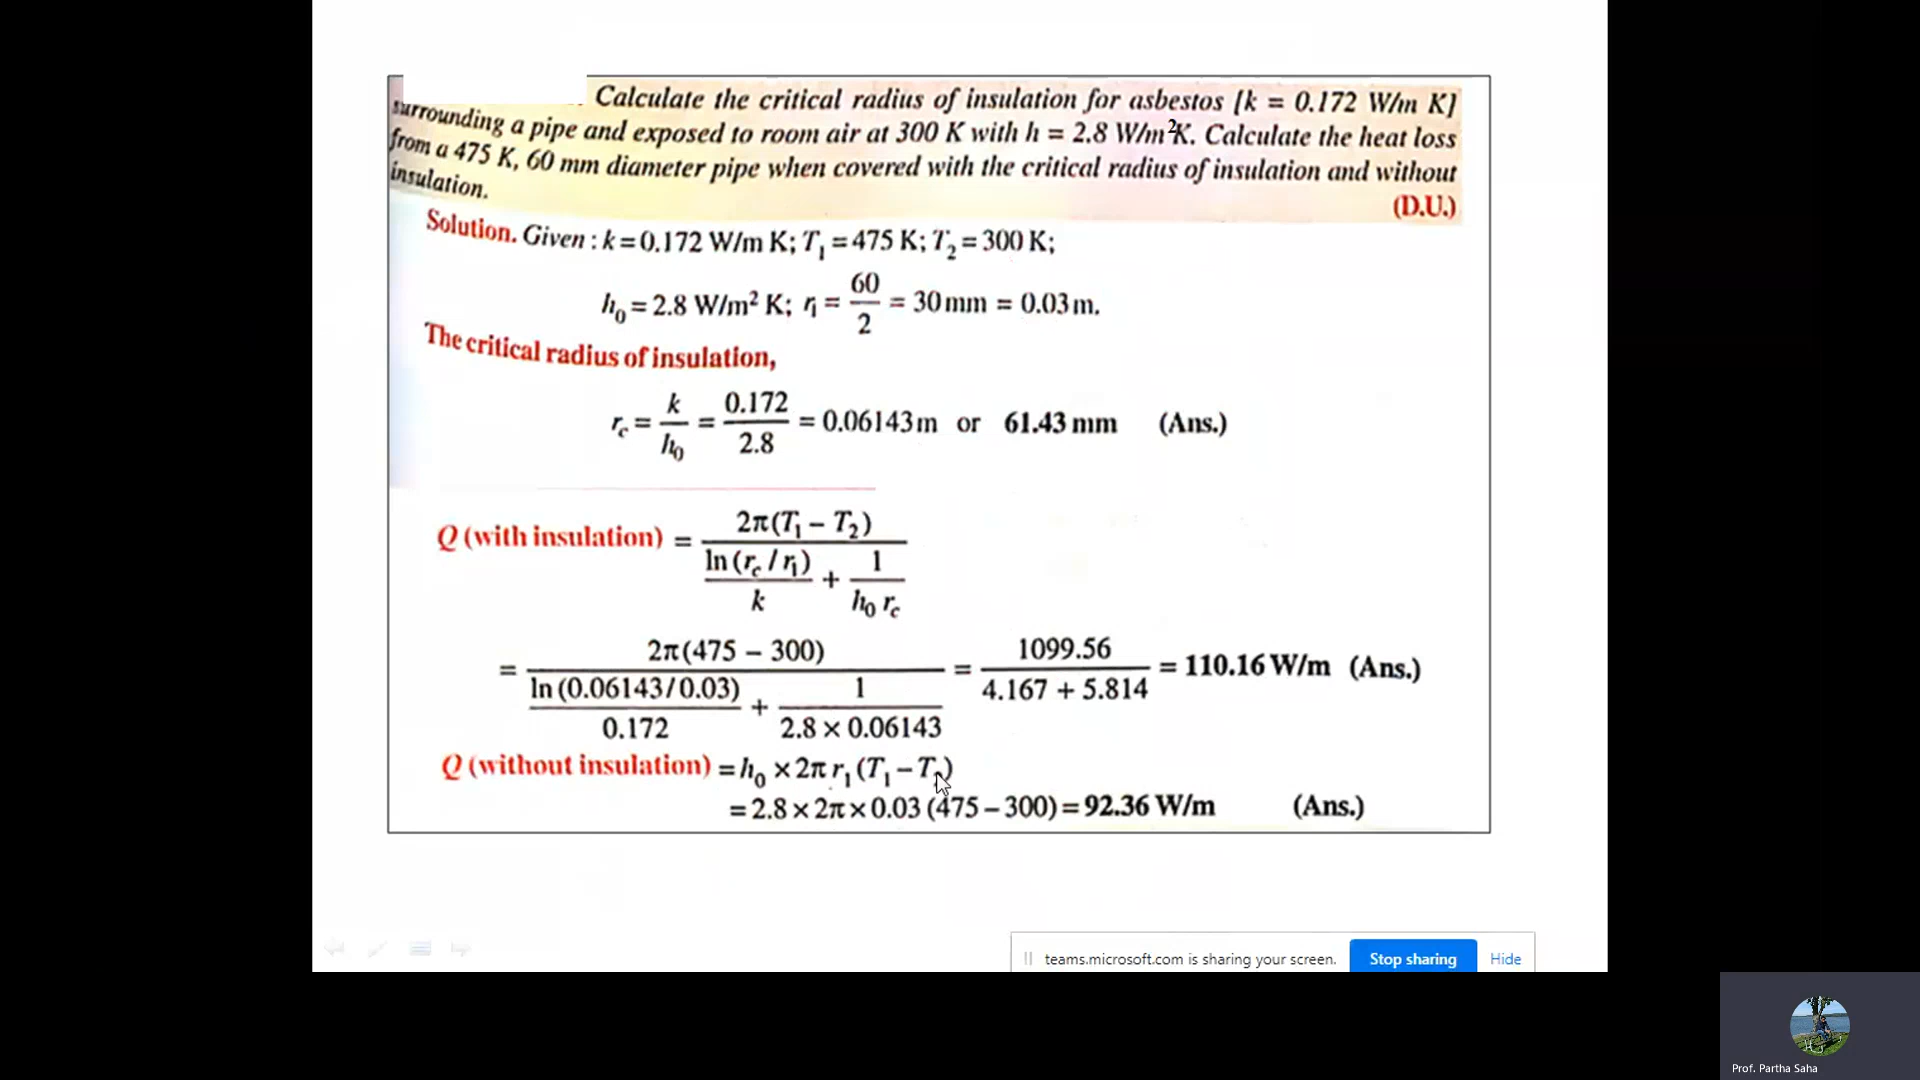 Calculate the critical radius of insulation for asbestos [k = 0.172 W/m K]
surrounding a pipe and exposed to room air at 300 K with h = 2.8 W/m²K. Calculate the heat loss
from a 475 K, 60 mm diameter pipe when covered with the critical radius of insulation and without
insulation.
(D.U.)
Solution. Given : k = 0.172 W/m K; T₁ = 475 K; T₂ = 300 K;
h₀ = 2.8 W/m² K; r₁ = 60/2 = 30 mm = 0.03 m.
The critical radius of insulation,
r_c = k/h₀ = 0.172/2.8 = 0.06143 m or 61.43 mm (Ans.)
Q (with insulation) = 2π(T₁ – T₂) / (ln (r_c / r₁)/k + 1/(h₀ r_c))
= 2π(475 – 300) / (ln (0.06143/0.03)/0.172 + 1/(2.8 × 0.06143)) = 1099.56/(4.167 + 5.814) = 110.16 W/m (Ans.)
Q (without insulation) = h₀ × 2π r₁ (T₁ – T₂)
= 2.8 × 2π × 0.03 (475 – 300) = 92.36 W/m (Ans.)
teams.microsoft.com is sharing your screen. Stop sharing Hide
Prof. Partha Saha